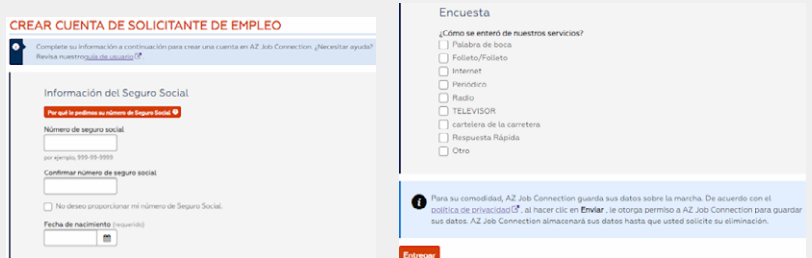 CREAR CUENTA DE SOLICITANTE DE EMPLEO
Complete su información a continuación para crear una cuenta en AZ Job Connection. ¿Necesitar ayuda?
Revisa nuestroguía de usuario.
Información del Seguro Social
Por qué le pedimos su número de Seguro Social
Número de seguro social
por ejemplo, 999-99-9999
Confirmar número de seguro social
No deseo proporcionar mi número de Seguro Social.
Fecha de nacimiento (requerido)
Encuesta
¿Cómo se enteró de nuestros servicios?
Palabra de boca
Folleto/Folleto
Internet
Periódico
Radio
TELEVISOR
cartelera de la carretera
Respuesta Rápida
Otro
Para su comodidad, AZ Job Connection guarda sus datos sobre la marcha. De acuerdo con el
política de privacidad, al hacer clic en Enviar , le otorga permiso a AZ Job Connection para guardar
sus datos. AZ Job Connection almacenará sus datos hasta que usted solicite su eliminación.
Entregar